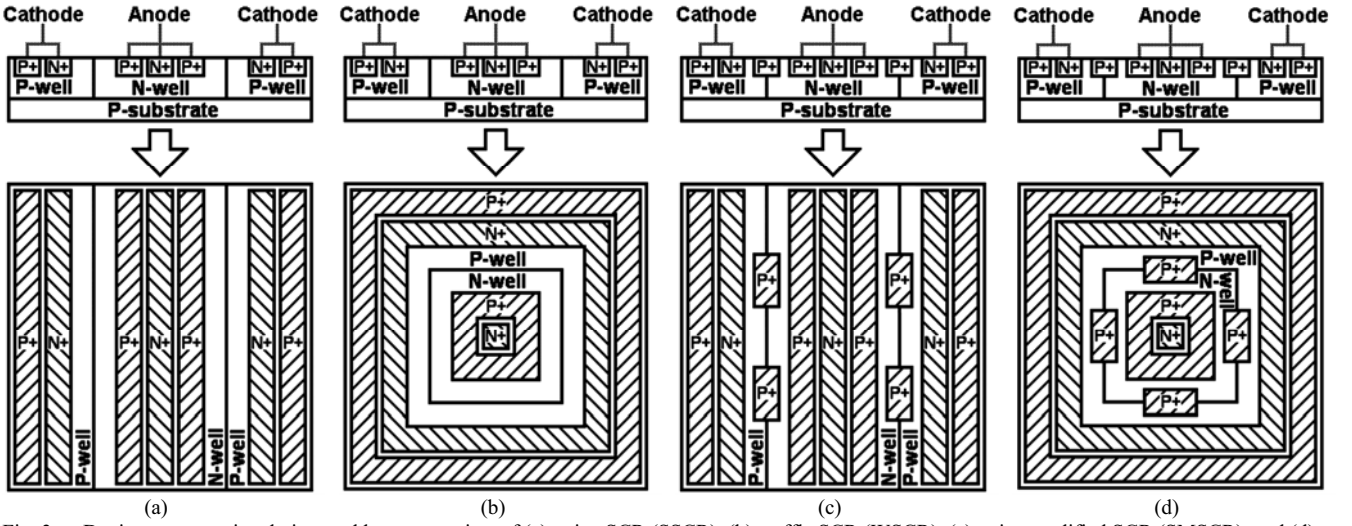 Cathode Anode Cathode Cathode Anode Cathode Cathode Anode Cathode Cathode Anode Cathode
P+ N+ P+ N+ P+ N+ P+ P+ N+ P+ N+ P+ N+ P+ P+ N+ P+ P+ N+ P+ P+ N+ P+ P+ N+ P+ P+ N+ P+ P+ N+ P+
P-well N-well P-well P-well N-well P-well P-well N-well P-well P-well N-well P-well
P-substrate P-substrate P-substrate P-substrate
P+ N+ P+ N+ P+ N+ P+
P-well N-well P-well
P+
N+
P-well
N-well
P+
N+
P+ P+
P+ N+ P+ N+ P+ N+ P+
P+ P+
P-well N-well P-well
P+
N+
P-well
P+ N-well
P+
P+ N+ P+
P+
(a) (b) (c) (d)